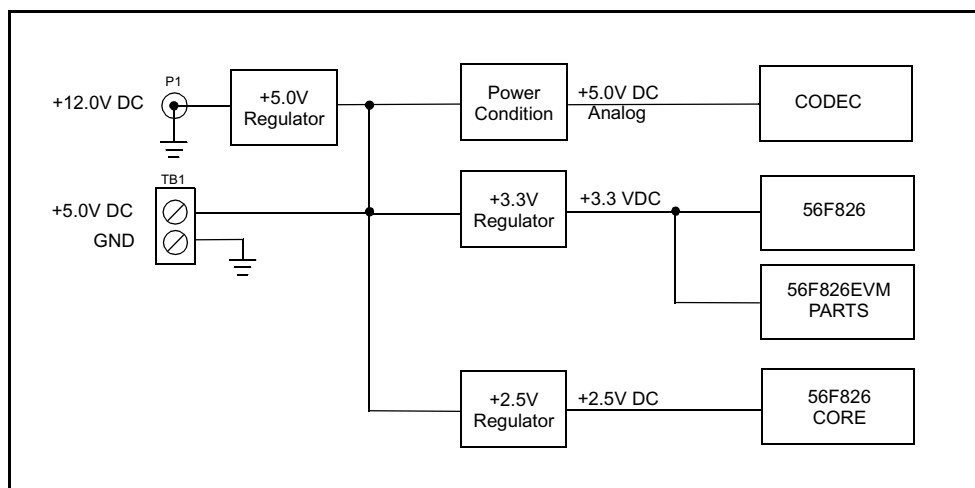 P1
+12.0V DC
+5.0V
Regulator
Power
Condition
+5.0V DC
Analog
CODEC
TB1
+5.0V DC
GND
+3.3V
Regulator
+3.3 VDC
56F826
56F826EVM
PARTS
+2.5V
Regulator
+2.5V DC
56F826
CORE